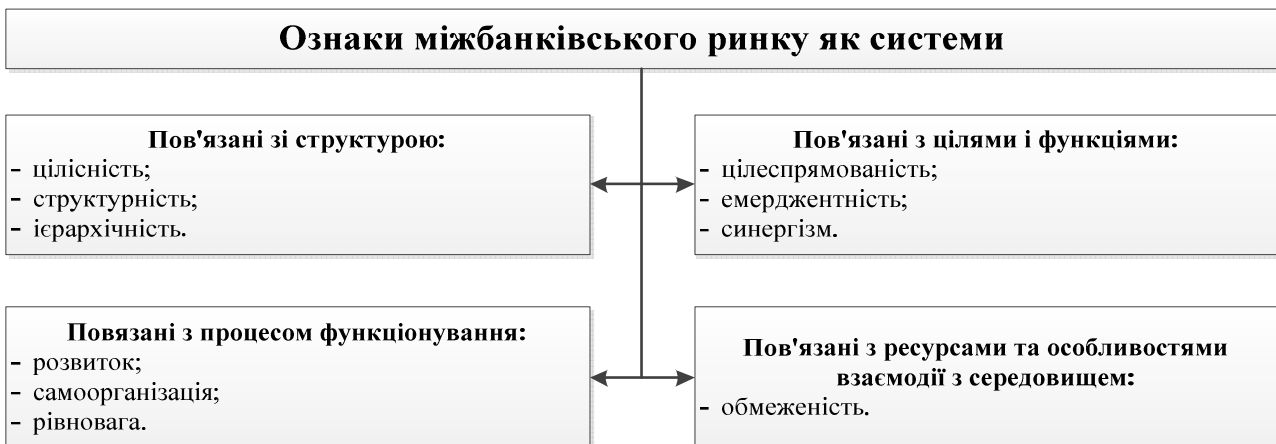 Ознаки міжбанківського ринку як системи
Пов'язані зі структурою:
- цілісність;
- структурність;
- ієрархічність.
Пов'язані з цілями і функціями:
- цілеспрямованість;
- емерджентність;
- синергізм.
Повязані з процесом функціонування:
- розвиток;
- самоорганізація;
- рівновага.
Пов'язані з ресурсами та особливостями
взаємодії з середовищем:
- обмеженість.